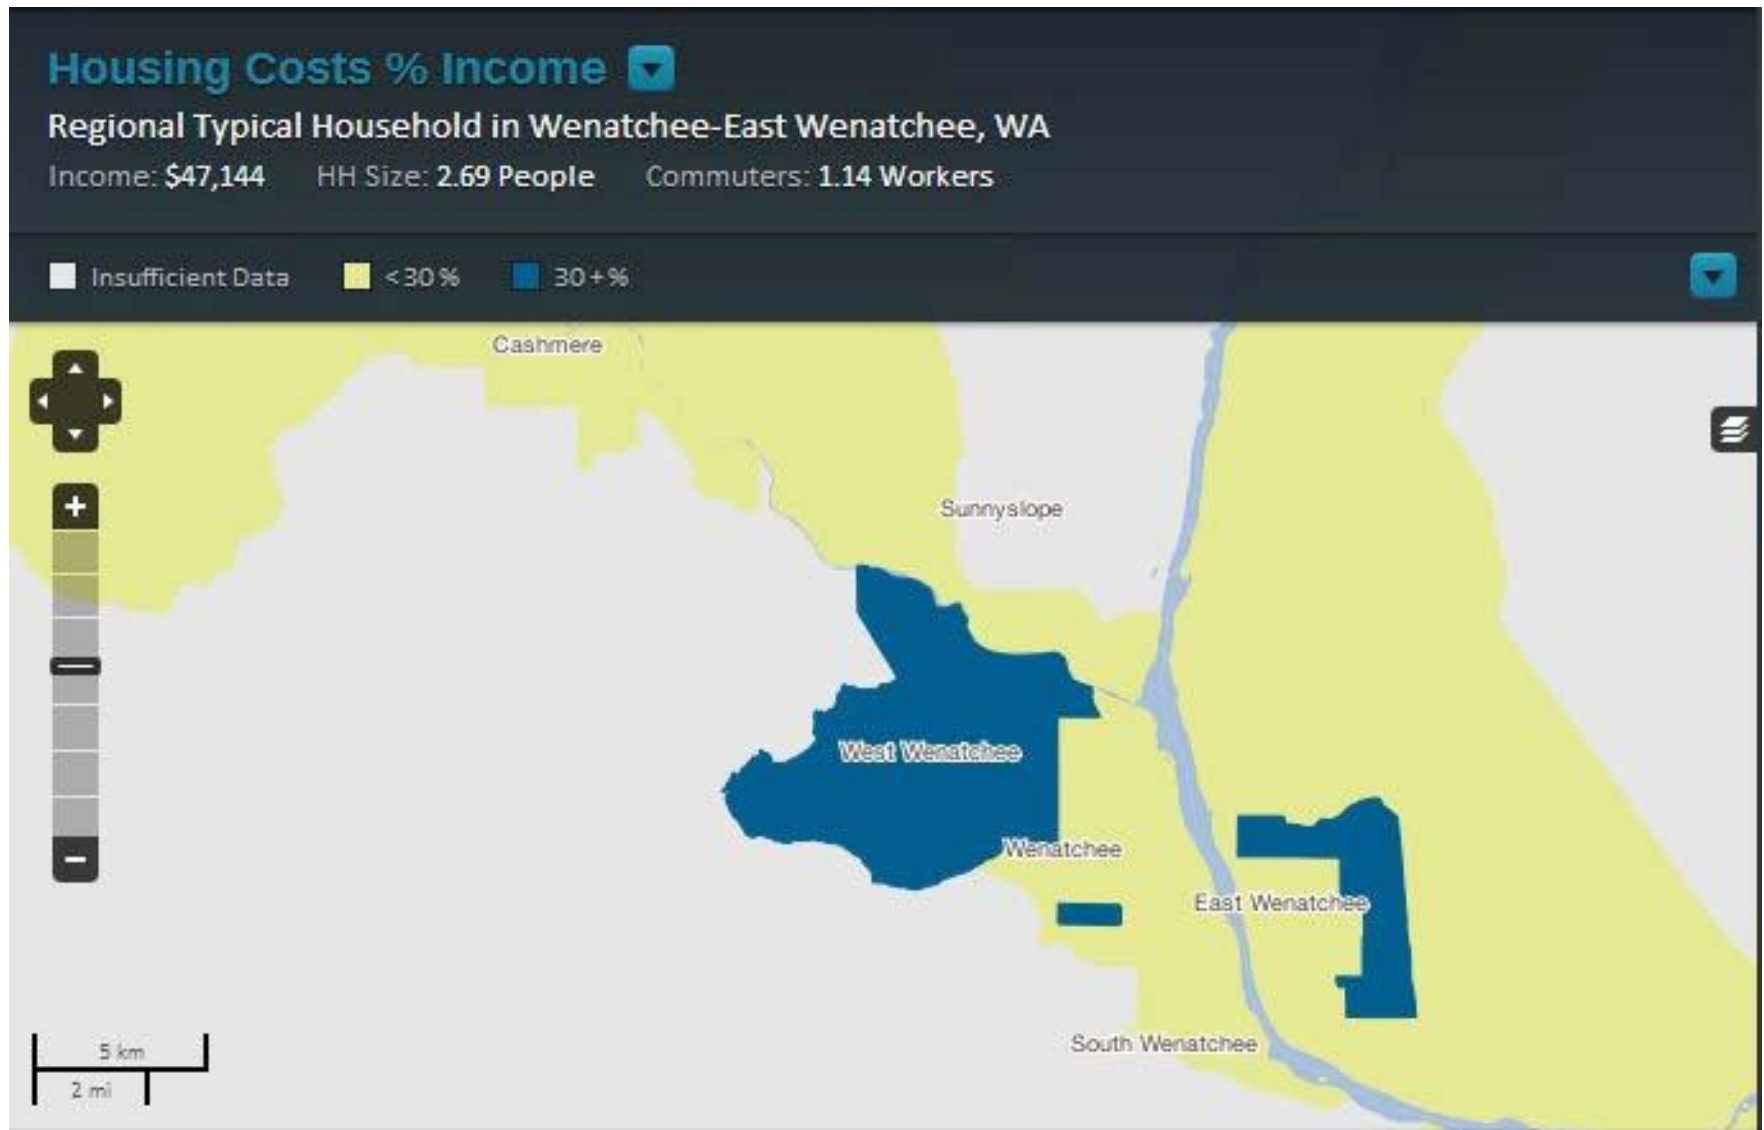 Housing Costs % Income
Regional Typical Household in Wenatchee-East Wenatchee, WA
Income: $47,144 HH Size: 2.69 People Commuters: 1.14 Workers
Insufficient Data <30% 30+%
Cashmere
Sunnyslope
West Wenatchee
Wenatchee
East Wenatchee
South Wenatchee
5 km
2 mi